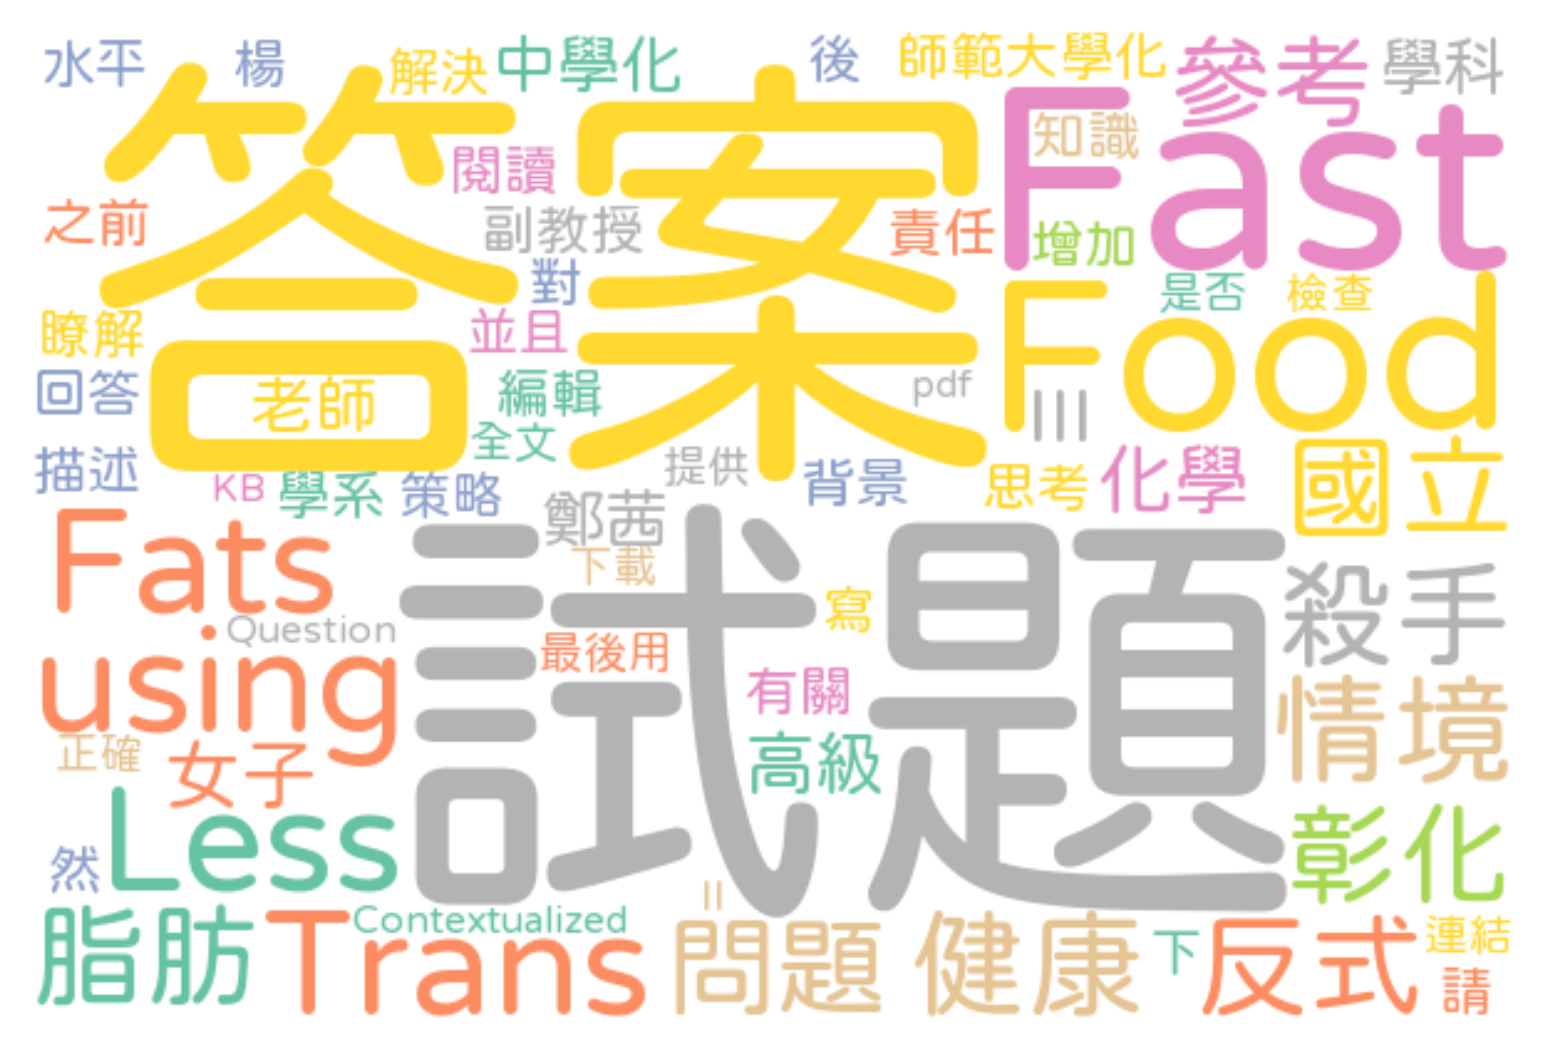 水平 楊 解決 中學化 後 師範大學化 參考 學科
答案 Fast
知識
閱讀
之前 副教授 責任 增加
對 是否 檢查
瞭解 並且 Food
回答 老師 編輯 pdf III
全文
描述 KB 學系 策略 提供 背景 思考 化學 國立
鄭茜
Fats 試題 下載 殺手
Question 寫
using 最後用 有關 情境
正確 女子 高級
Less 彰化
然 II
脂肪 Trans Contextualized 問題 健康 下 反式 連結
請